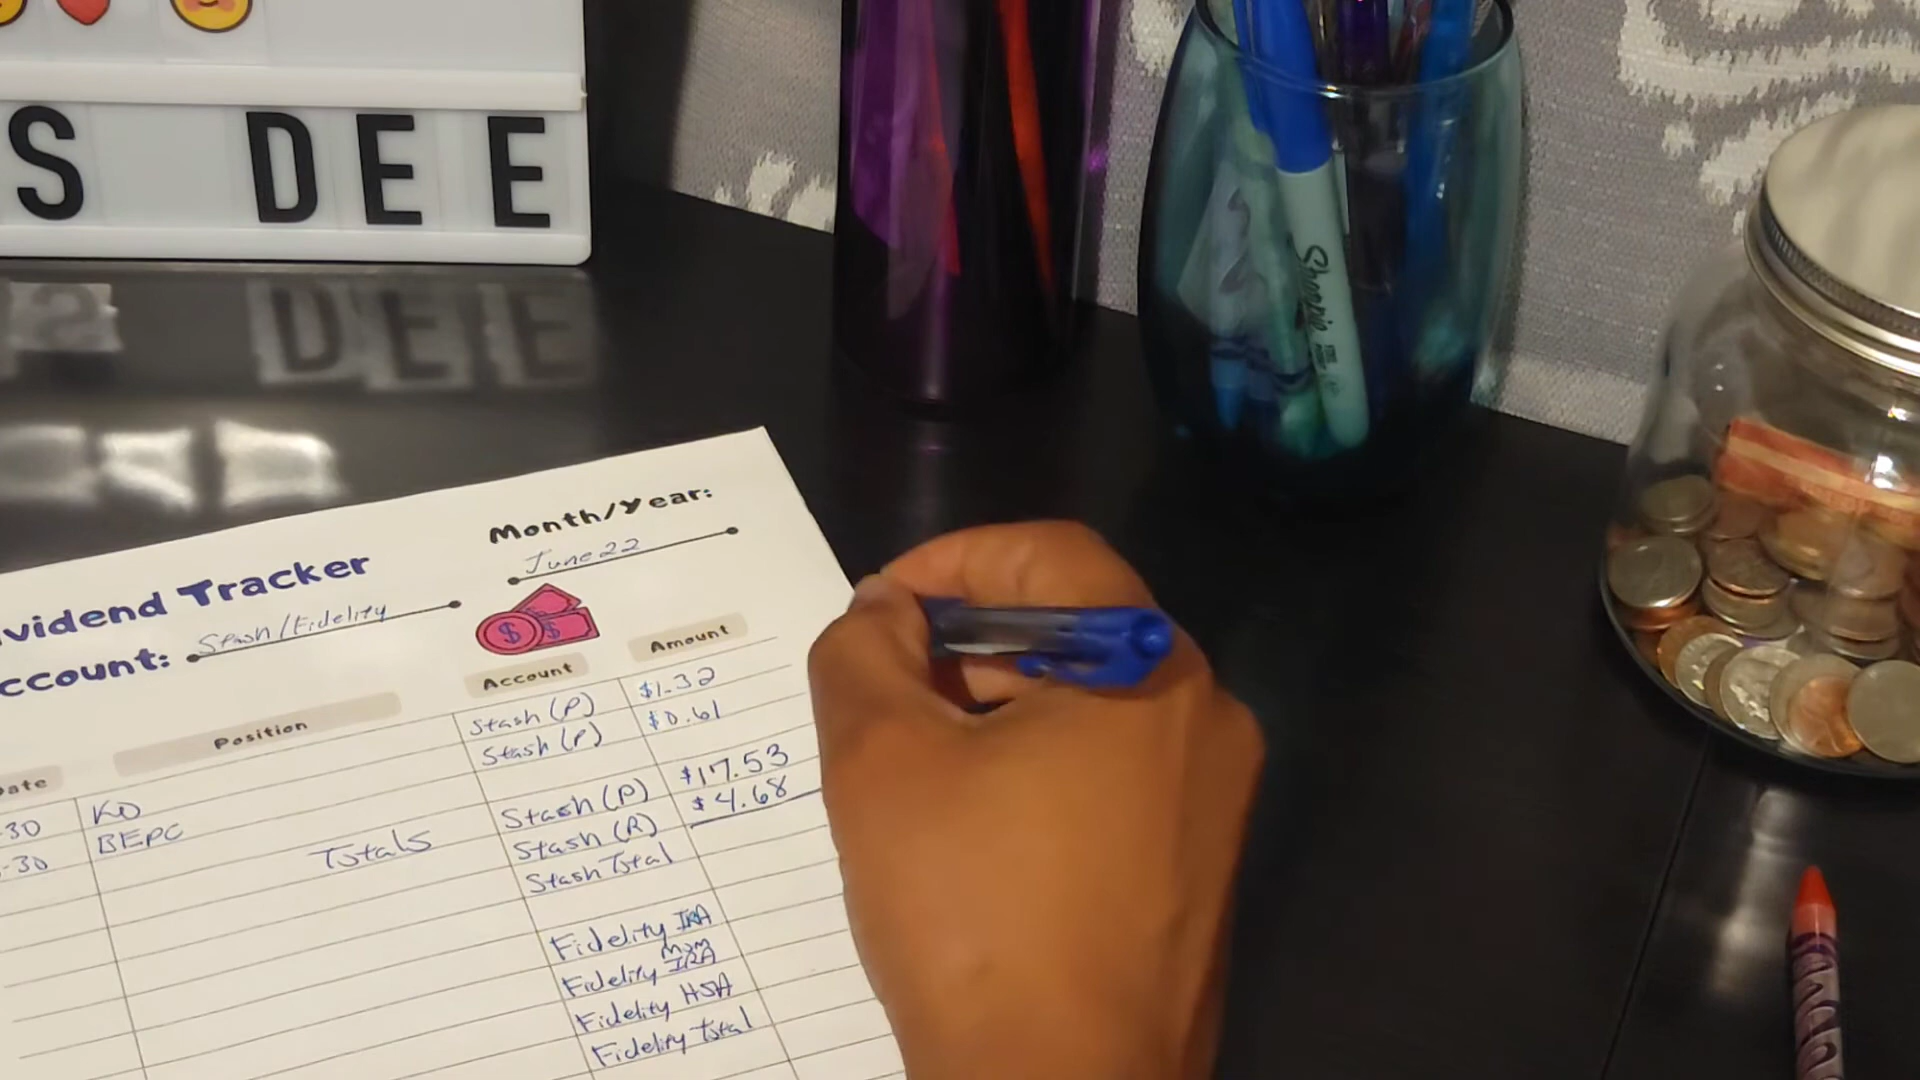 S DEE
Sharpie
Month/Year:
June 22
vidend Tracker
ccount: Stash/Fidelity
$ $
Date Position Account Amount
-30 KO Stash (P) $1.32
-30 BEPC Stash (P) $0.61
Totals Stash (P) $17.53
Stash (R) $4.68
Stash Total
Fidelity IRA
Fidelity Mom IRA
Fidelity HSA
Fidelity Total